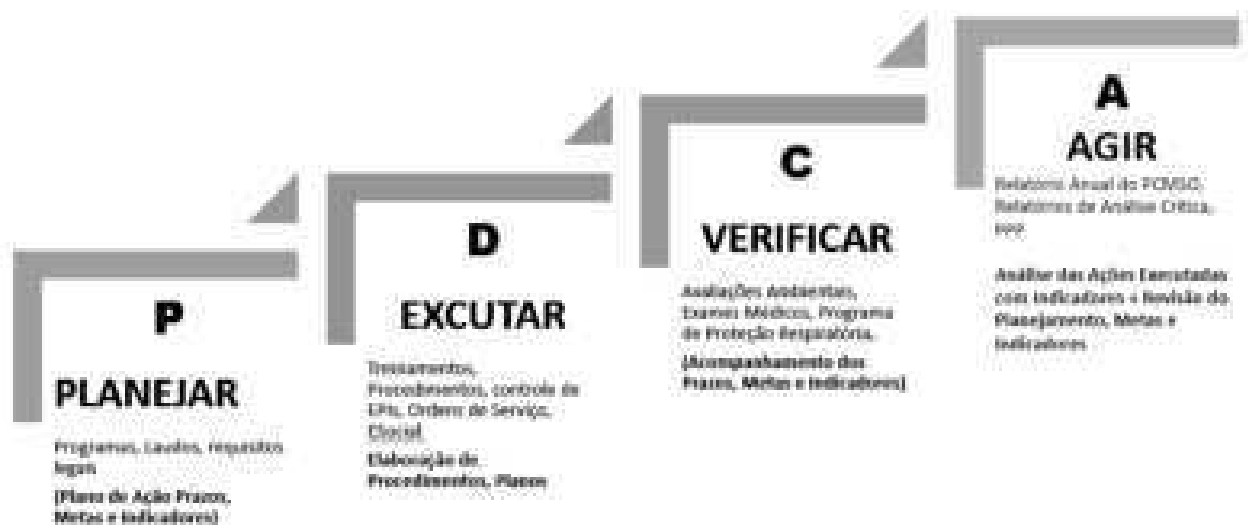 P
PLANEJAR
Programas, Laudos, requisitos
legais
(Plano de Ação Prazos,
Metas e Indicadores)
D
EXCUTAR
Treinamentos,
Procedimentos, controle de
EPIs, Ordens de Serviço,
Elaboração de
Procedimentos, Planos
C
VERIFICAR
Avaliações Ambientais,
Exames Médicos, Programa
de Proteção Respiratória,
(Acompanhamento dos
Prazos, Metas e Indicadores)
A
AGIR
Relatório Anual do PCMSO,
Relatórios de Análise Crítica,
Análise das Ações Executadas
com Indicadores e Revisão do
Planejamento, Metas e
Indicadores